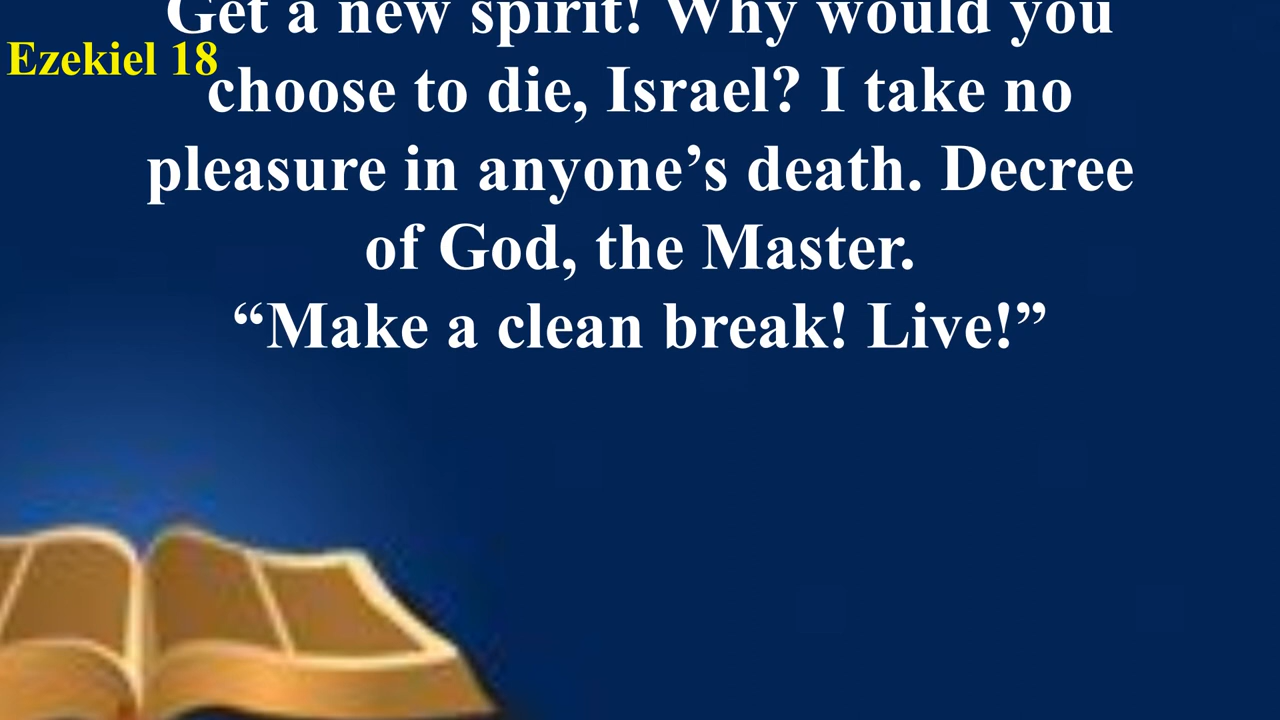 Get a new spirit! Why would you
Ezekiel 18
choose to die, Israel? I take no
pleasure in anyone’s death. Decree
of God, the Master.
“Make a clean break! Live!”